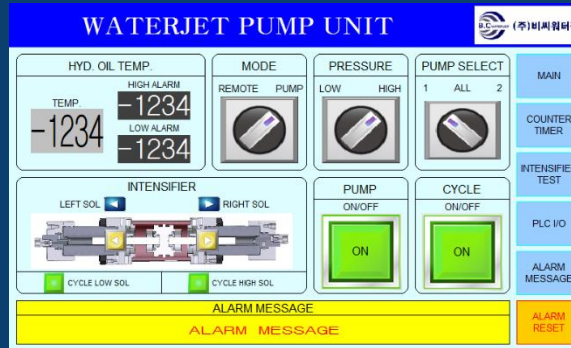 WATERJET PUMP UNIT
(주)비씨워터
HYD. OIL TEMP.
HIGH ALARM
-1234
TEMP.
-1234
LOW ALARM
-1234
MODE
REMOTE PUMP
PRESSURE
LOW HIGH
PUMP SELECT
1 ALL 2
MAIN
COUNTER
TIMER
INTENSIFIE
TEST
PLC I/O
ALARM
MESSAGE
ALARM
RESET
INTENSIFIER
LEFT SOL
RIGHT SOL
CYCLE LOW SOL
CYCLE HIGH SOL
PUMP
ON/OFF
ON
CYCLE
ON/OFF
ON
ALARM MESSAGE
ALARM MESSAGE